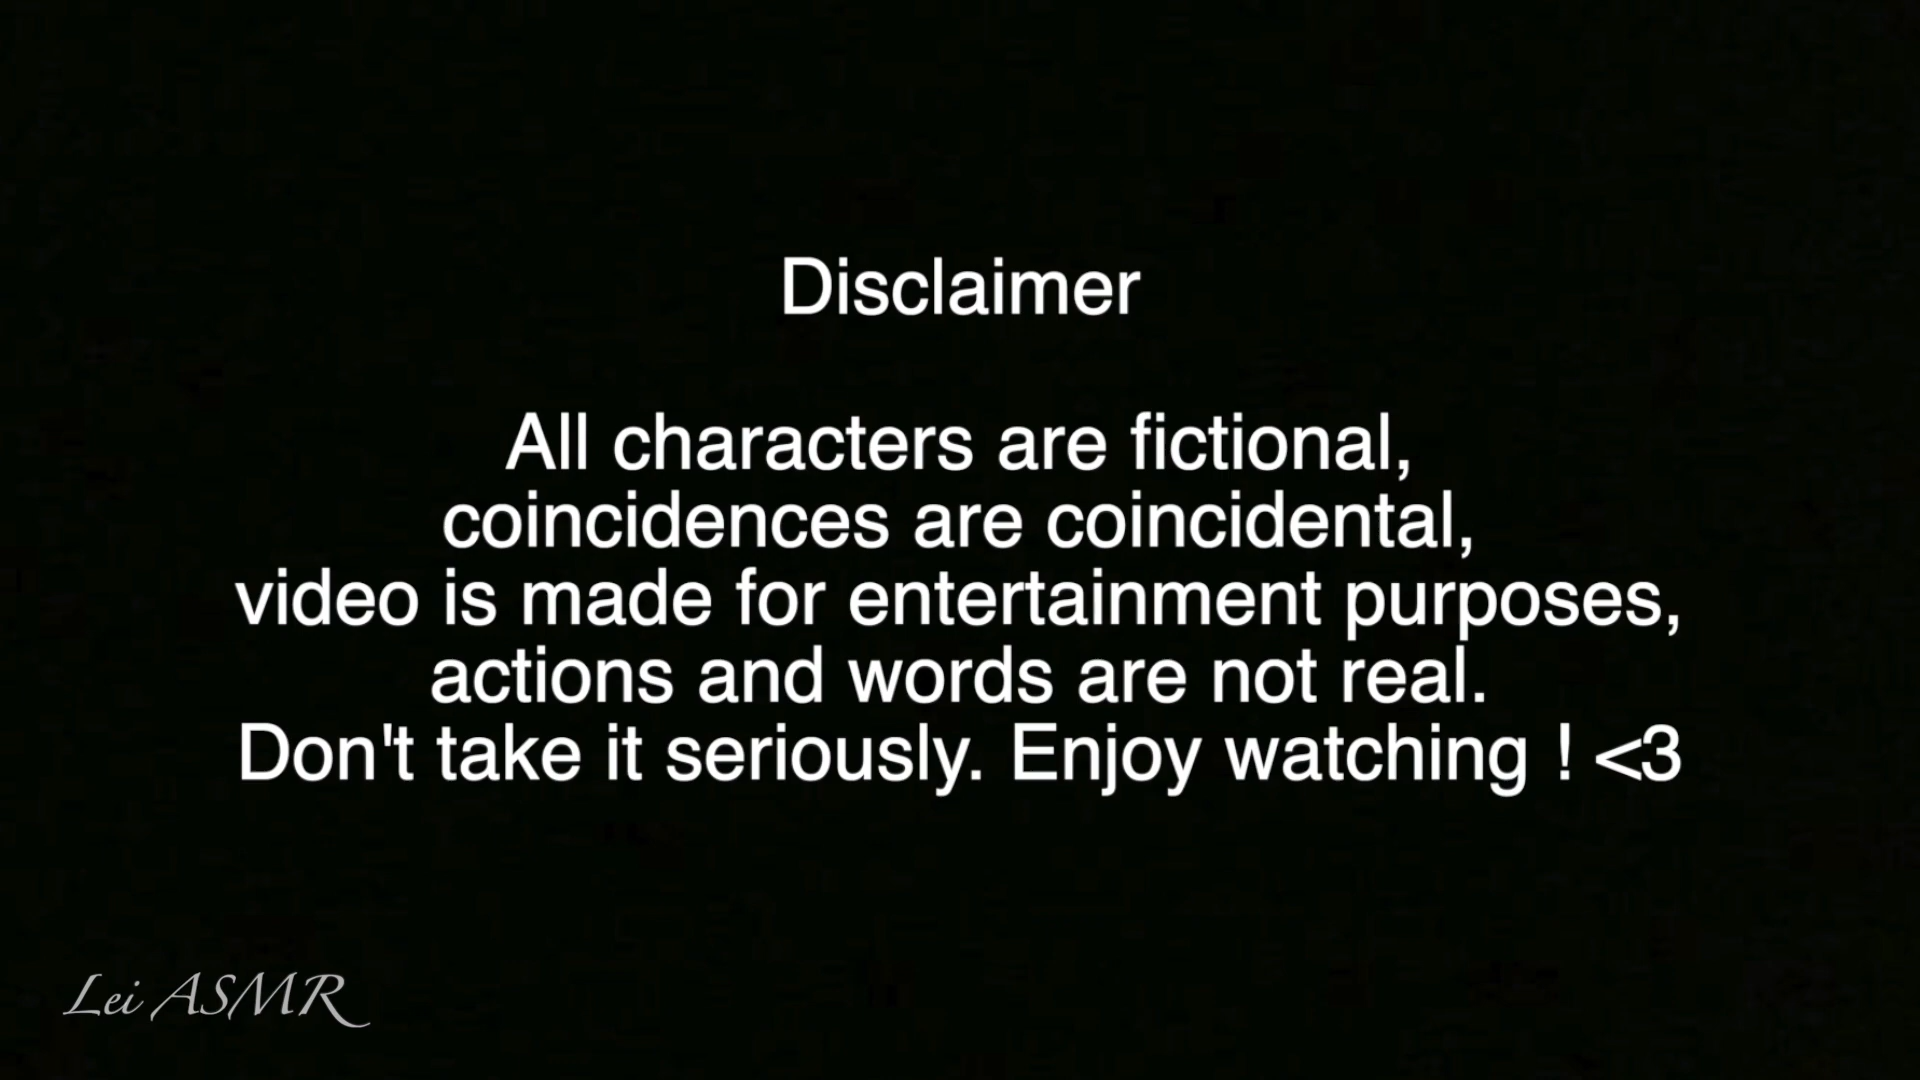 Disclaimer
All characters are fictional,
coincidences are coincidental,
video is made for entertainment purposes,
actions and words are not real.
Don't take it seriously. Enjoy watching ! <3
Lei ASMR